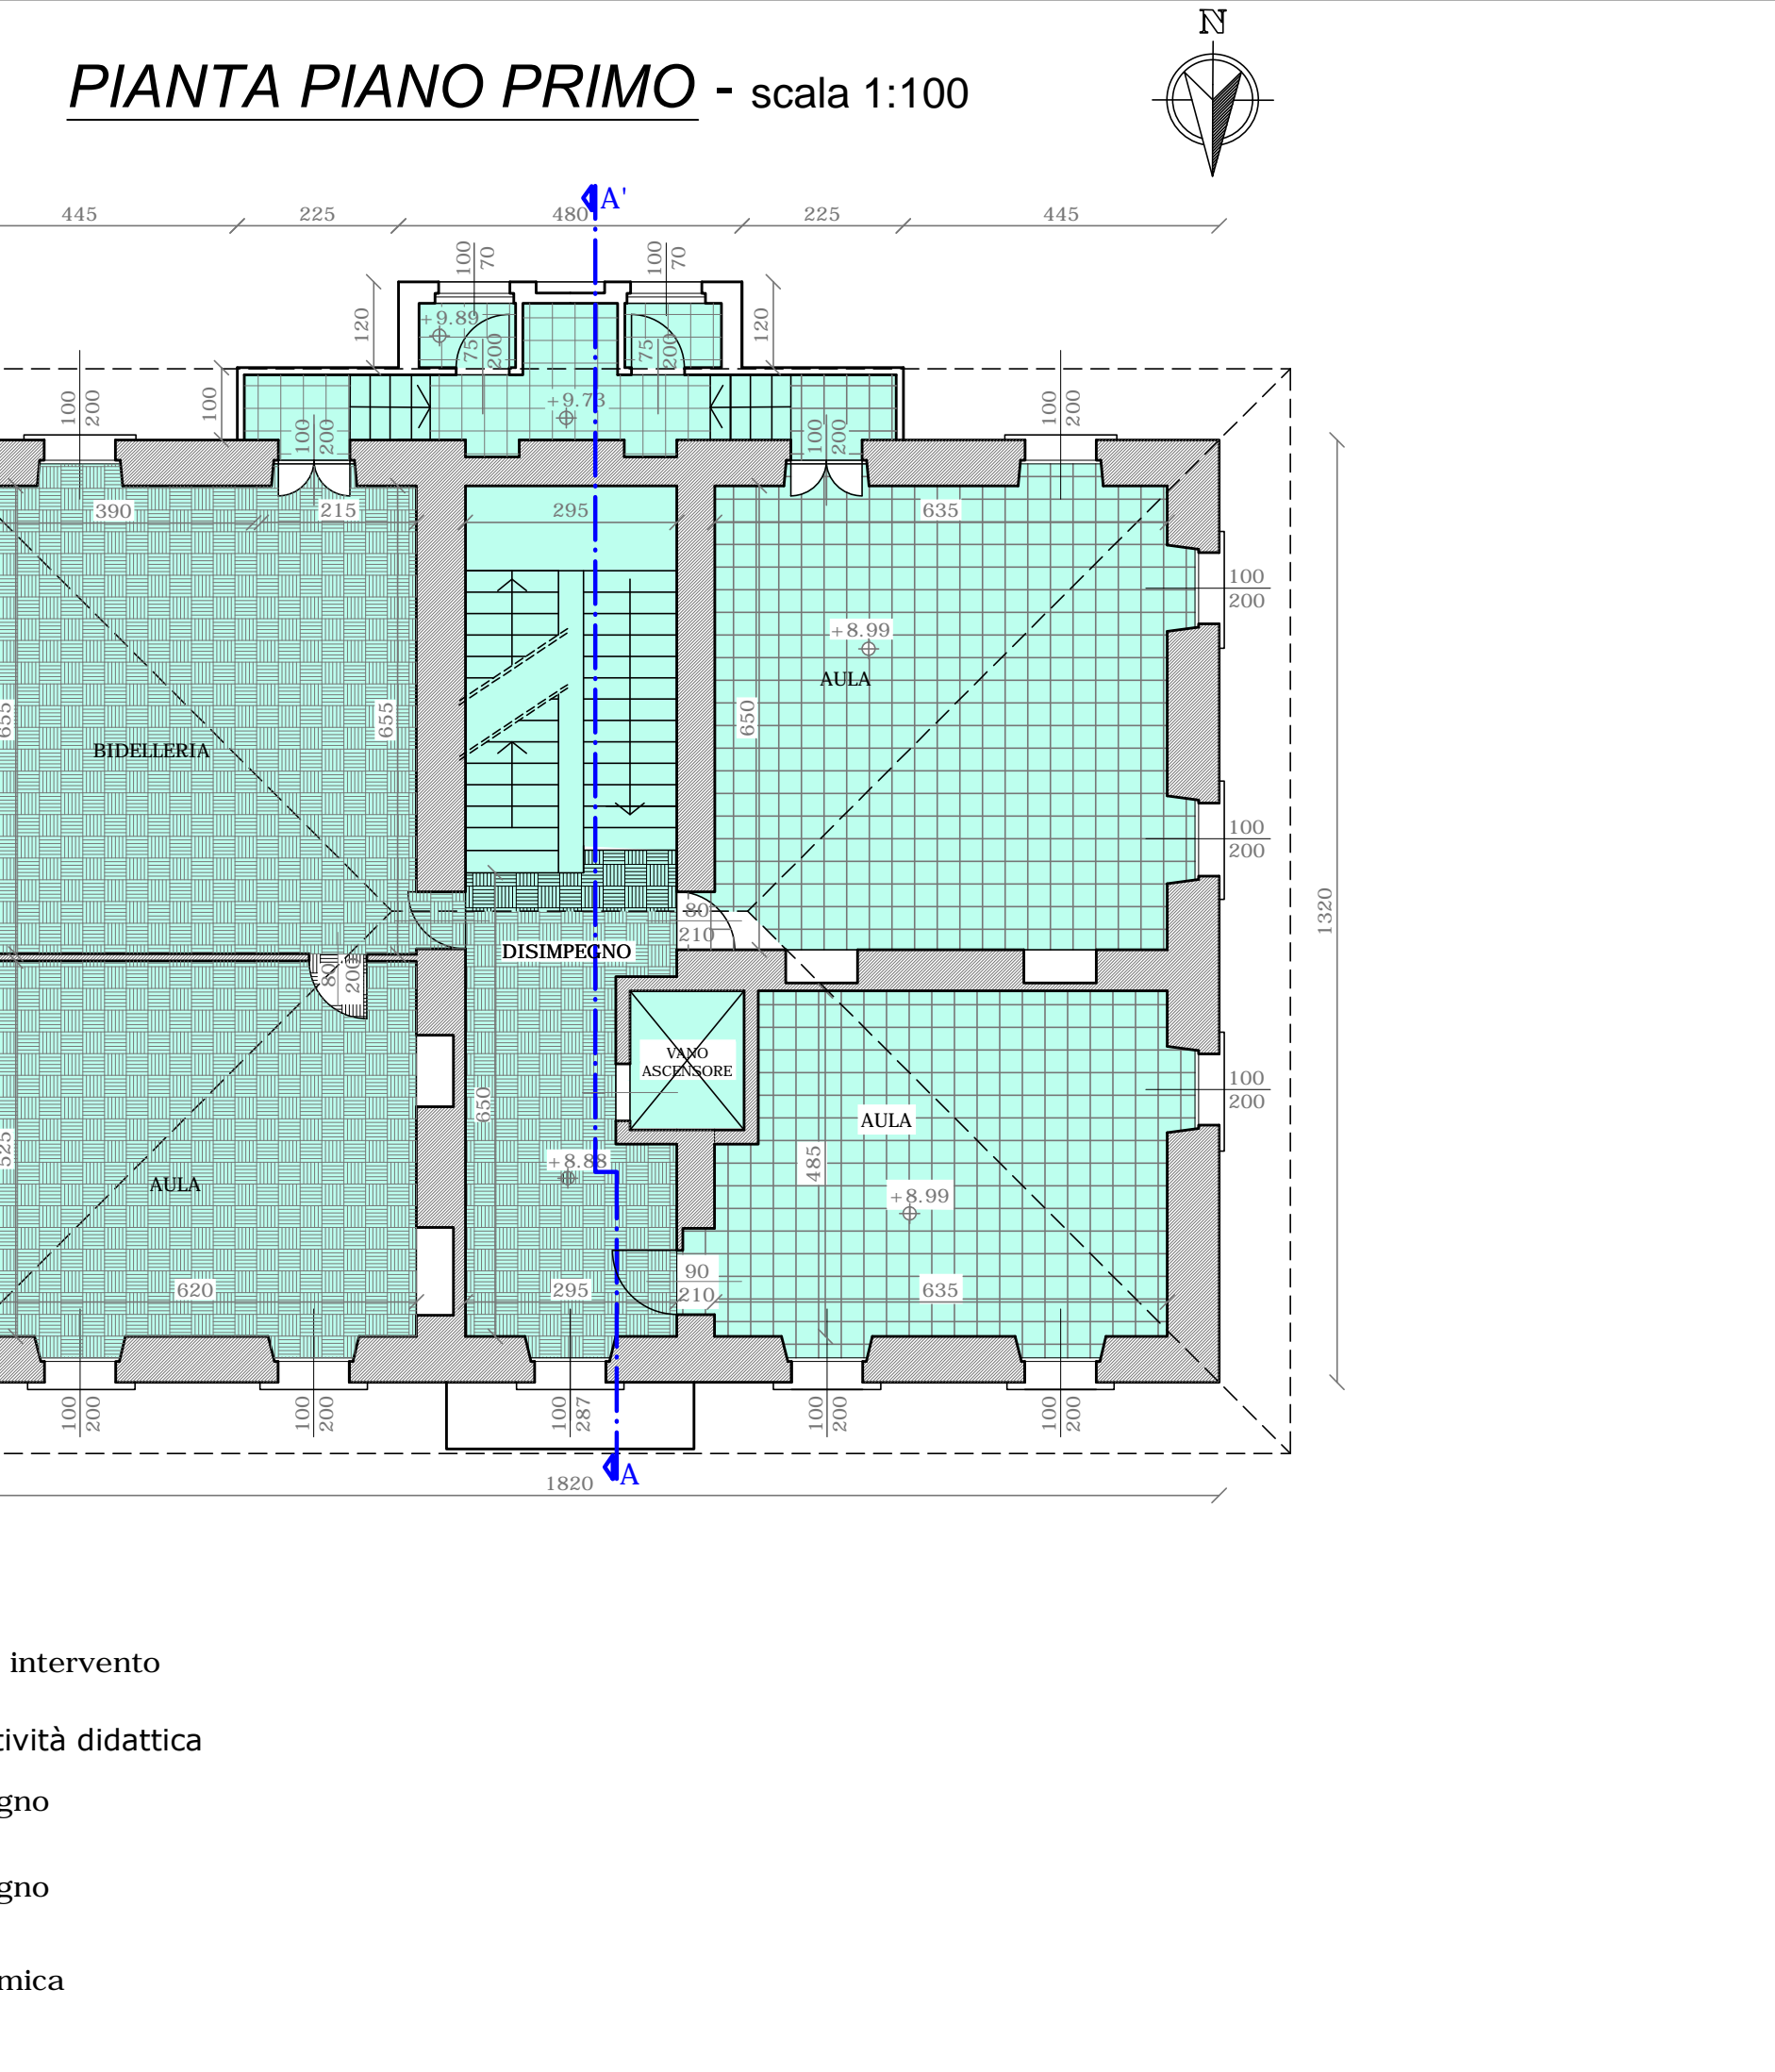 N
PIANTA PIANO PRIMO - scala 1:100
A'
445 225 480 225 445
100 70 100 70
120 +9.89 75 200 75 200 120
100 100 200 +9.73 100 200
100 200 100 200
390 215 295 635
100 200
+8.99
AULA
655 BIDELLERIA 655 650
100 200
80 210
1320
DISIMPEGNO
80 200
VANO
ASCENSORE
100 200
650 AULA
525 485
+8.88
AULA +8.99
90 210
620 295 635
100 200 100 200 100 287 100 200 100 200
A
1820
intervento
tività didattica
gno
gno
mica